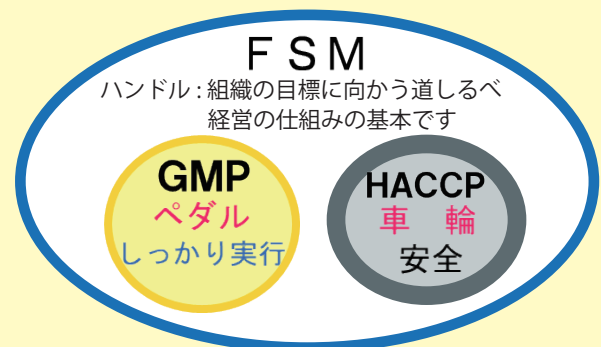 FSM
ハンドル：組織の目標に向かう道しるべ
経営の仕組みの基本です
GMP
ペダル
しっかり実行
HACCP
車　輪
安全